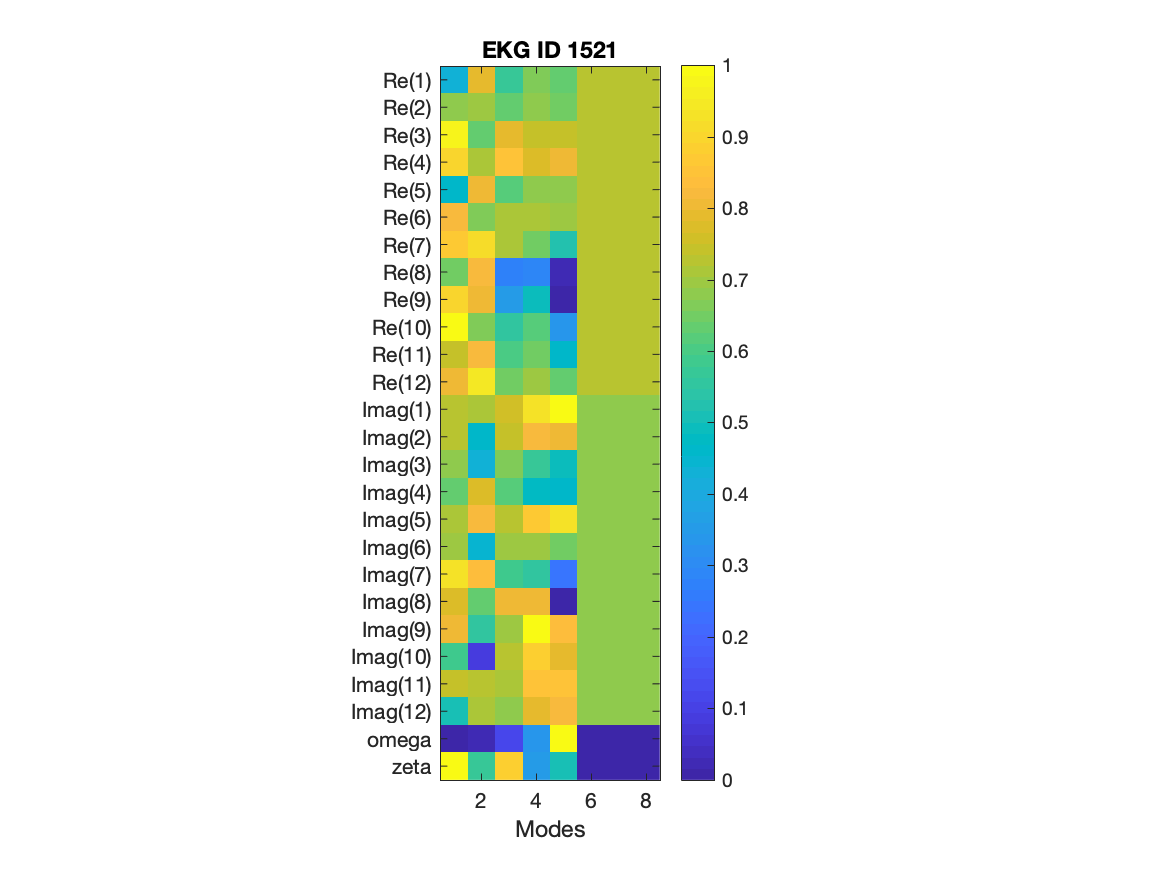 EKG ID 1521
Re(1)
Re(2)
Re(3)
Re(4)
Re(5)
Re(6)
Re(7)
Re(8)
Re(9)
Re(10)
Re(11)
Re(12)
Imag(1)
Imag(2)
Imag(3)
Imag(4)
Imag(5)
Imag(6)
Imag(7)
Imag(8)
Imag(9)
Imag(10)
Imag(11)
Imag(12)
omega
zeta
2 4 6 8
Modes
1
0.9
0.8
0.7
0.6
0.5
0.4
0.3
0.2
0.1
0